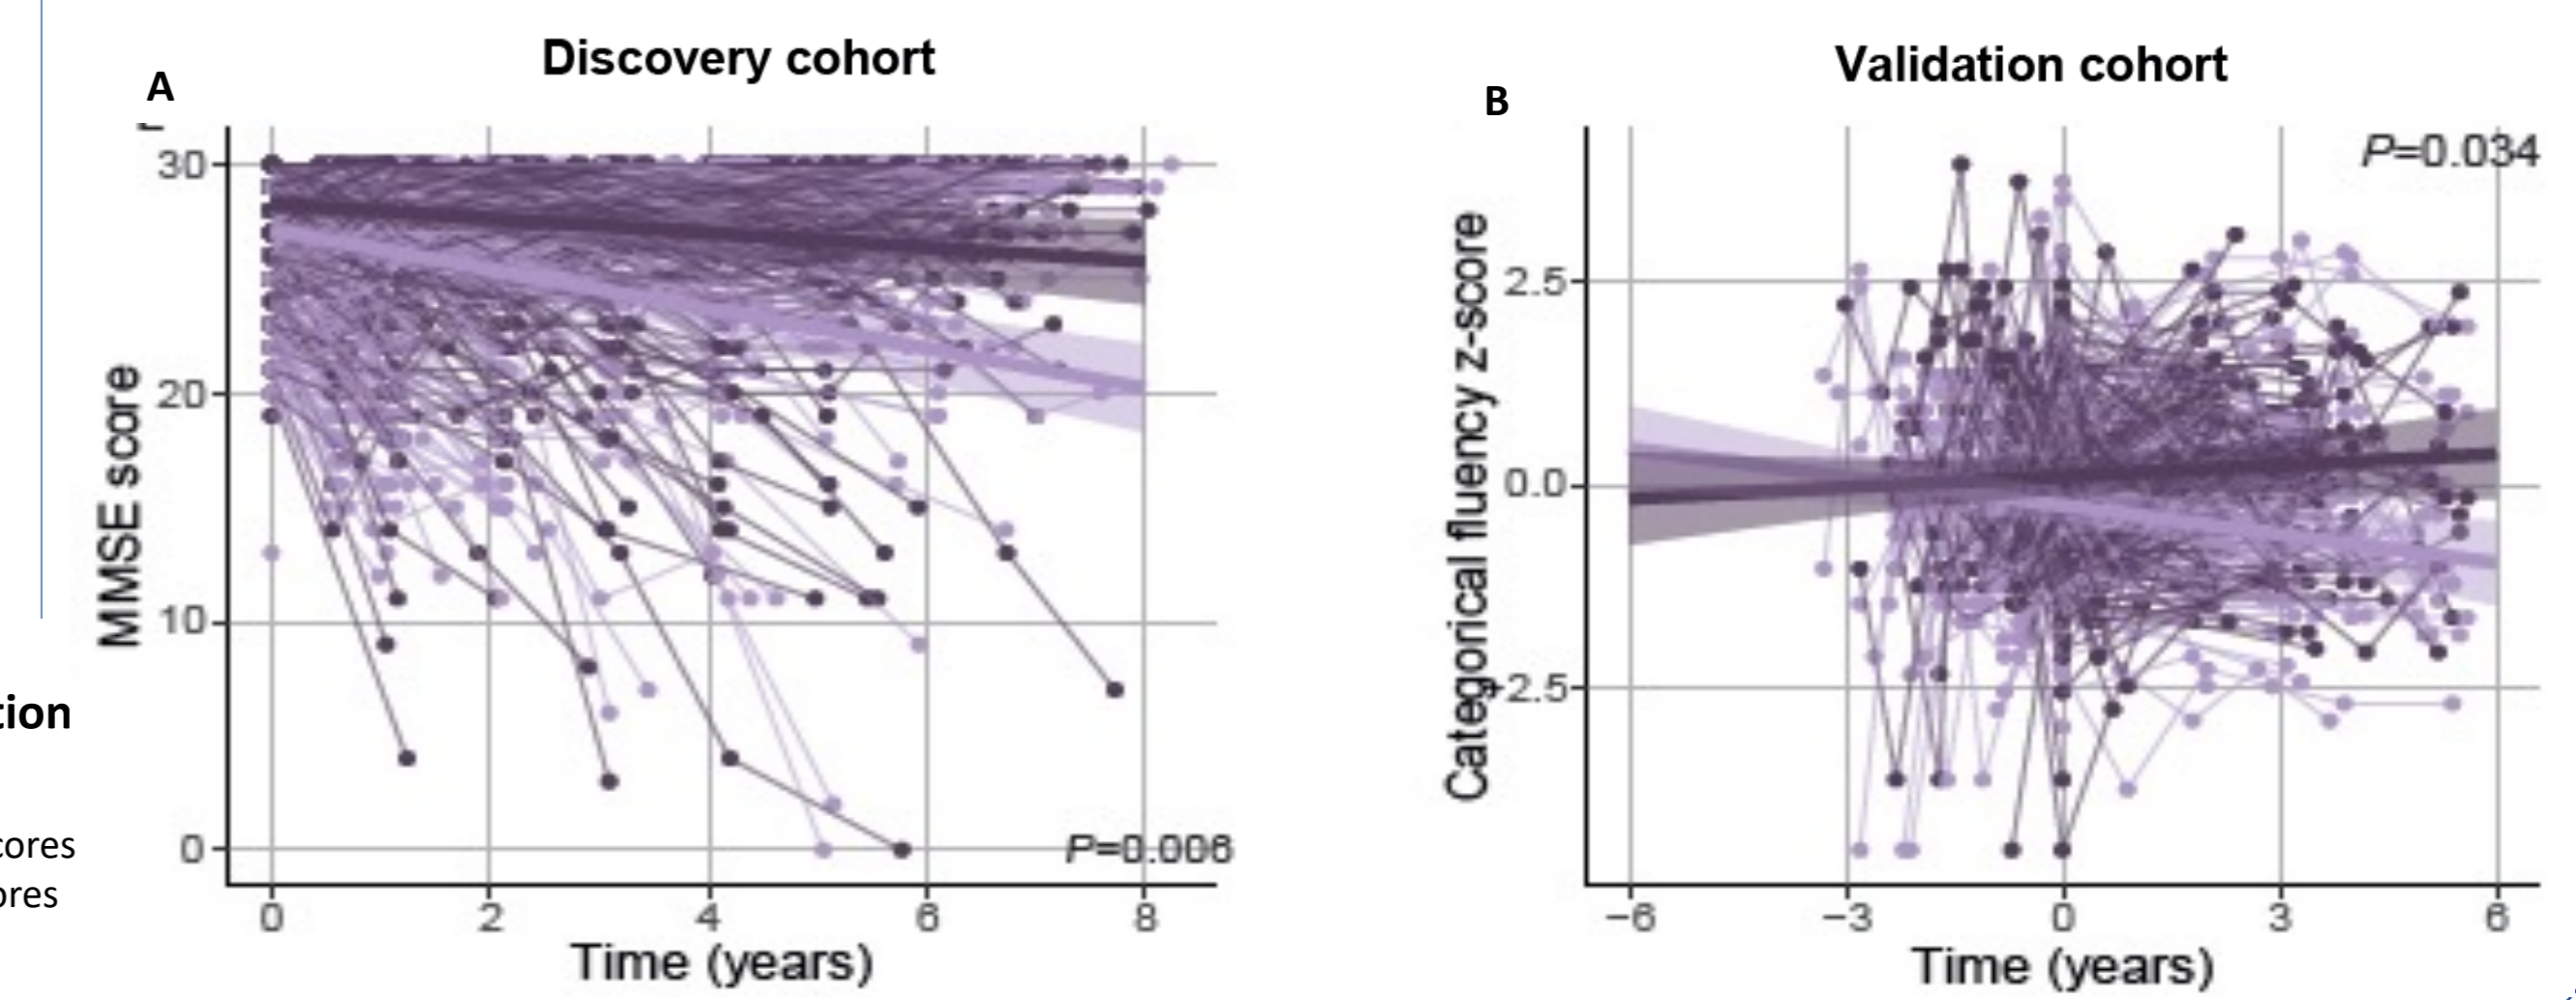 Discovery cohort
A
30
20
10
0
MMSE score
P=0.006
0 2 4 6 8
Time (years)
Validation cohort
B
P=0.034
2.5
0.0
2.5
Categorical fluency z-score
−6 −3 0 3 6
Time (years)
tion
cores
ores